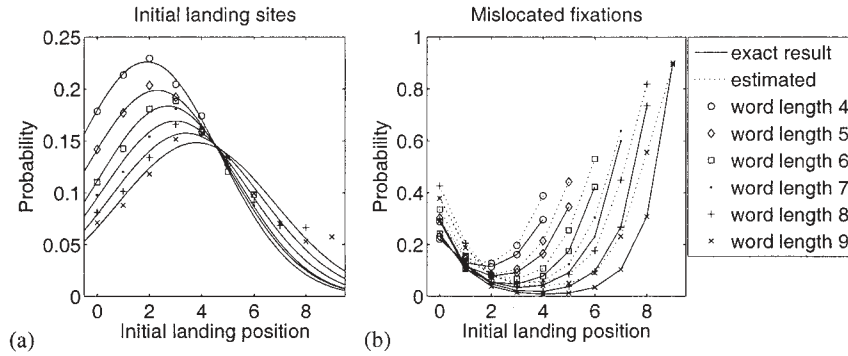 Initial landing sites
0.25
0.2
0.15
0.1
0.05
0
Probability
0 2 4 6 8
Initial landing position
(a)
Mislocated fixations
1
0.8
0.6
0.4
0.2
0
Probability
0 2 4 6 8
Initial landing position
(b)
exact result
estimated
word length 4
word length 5
word length 6
word length 7
word length 8
word length 9